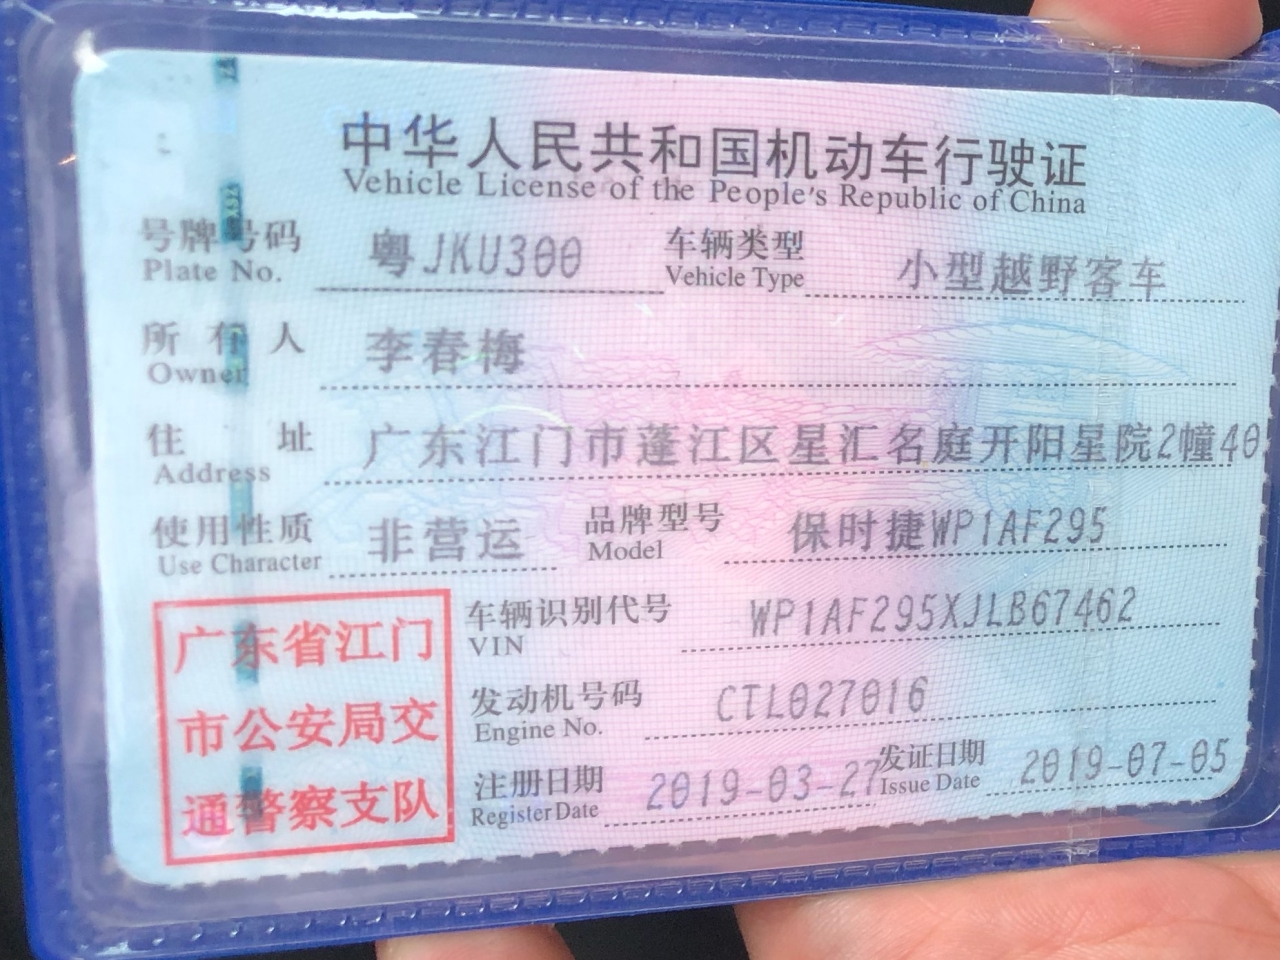 中华人民共和国机动车行驶证
Vehicle License of the People's Republic of China
号牌号码 粤JKU300 车辆类型 小型越野客车
Plate No. Vehicle Type
所有人 李春梅
Owner
住址 广东江门市蓬江区星汇名庭开阳星院2幢40
Address
使用性质 非营运 品牌型号 保时捷WP1AF295
Use Character Model
车辆识别代号 WP1AF295XJLB67462
VIN
发动机号码 CTL027016
Engine No.
注册日期 2019-03-27 发证日期 2019-07-05
Register Date Issue Date
广东省江门
市公安局交
通警察支队